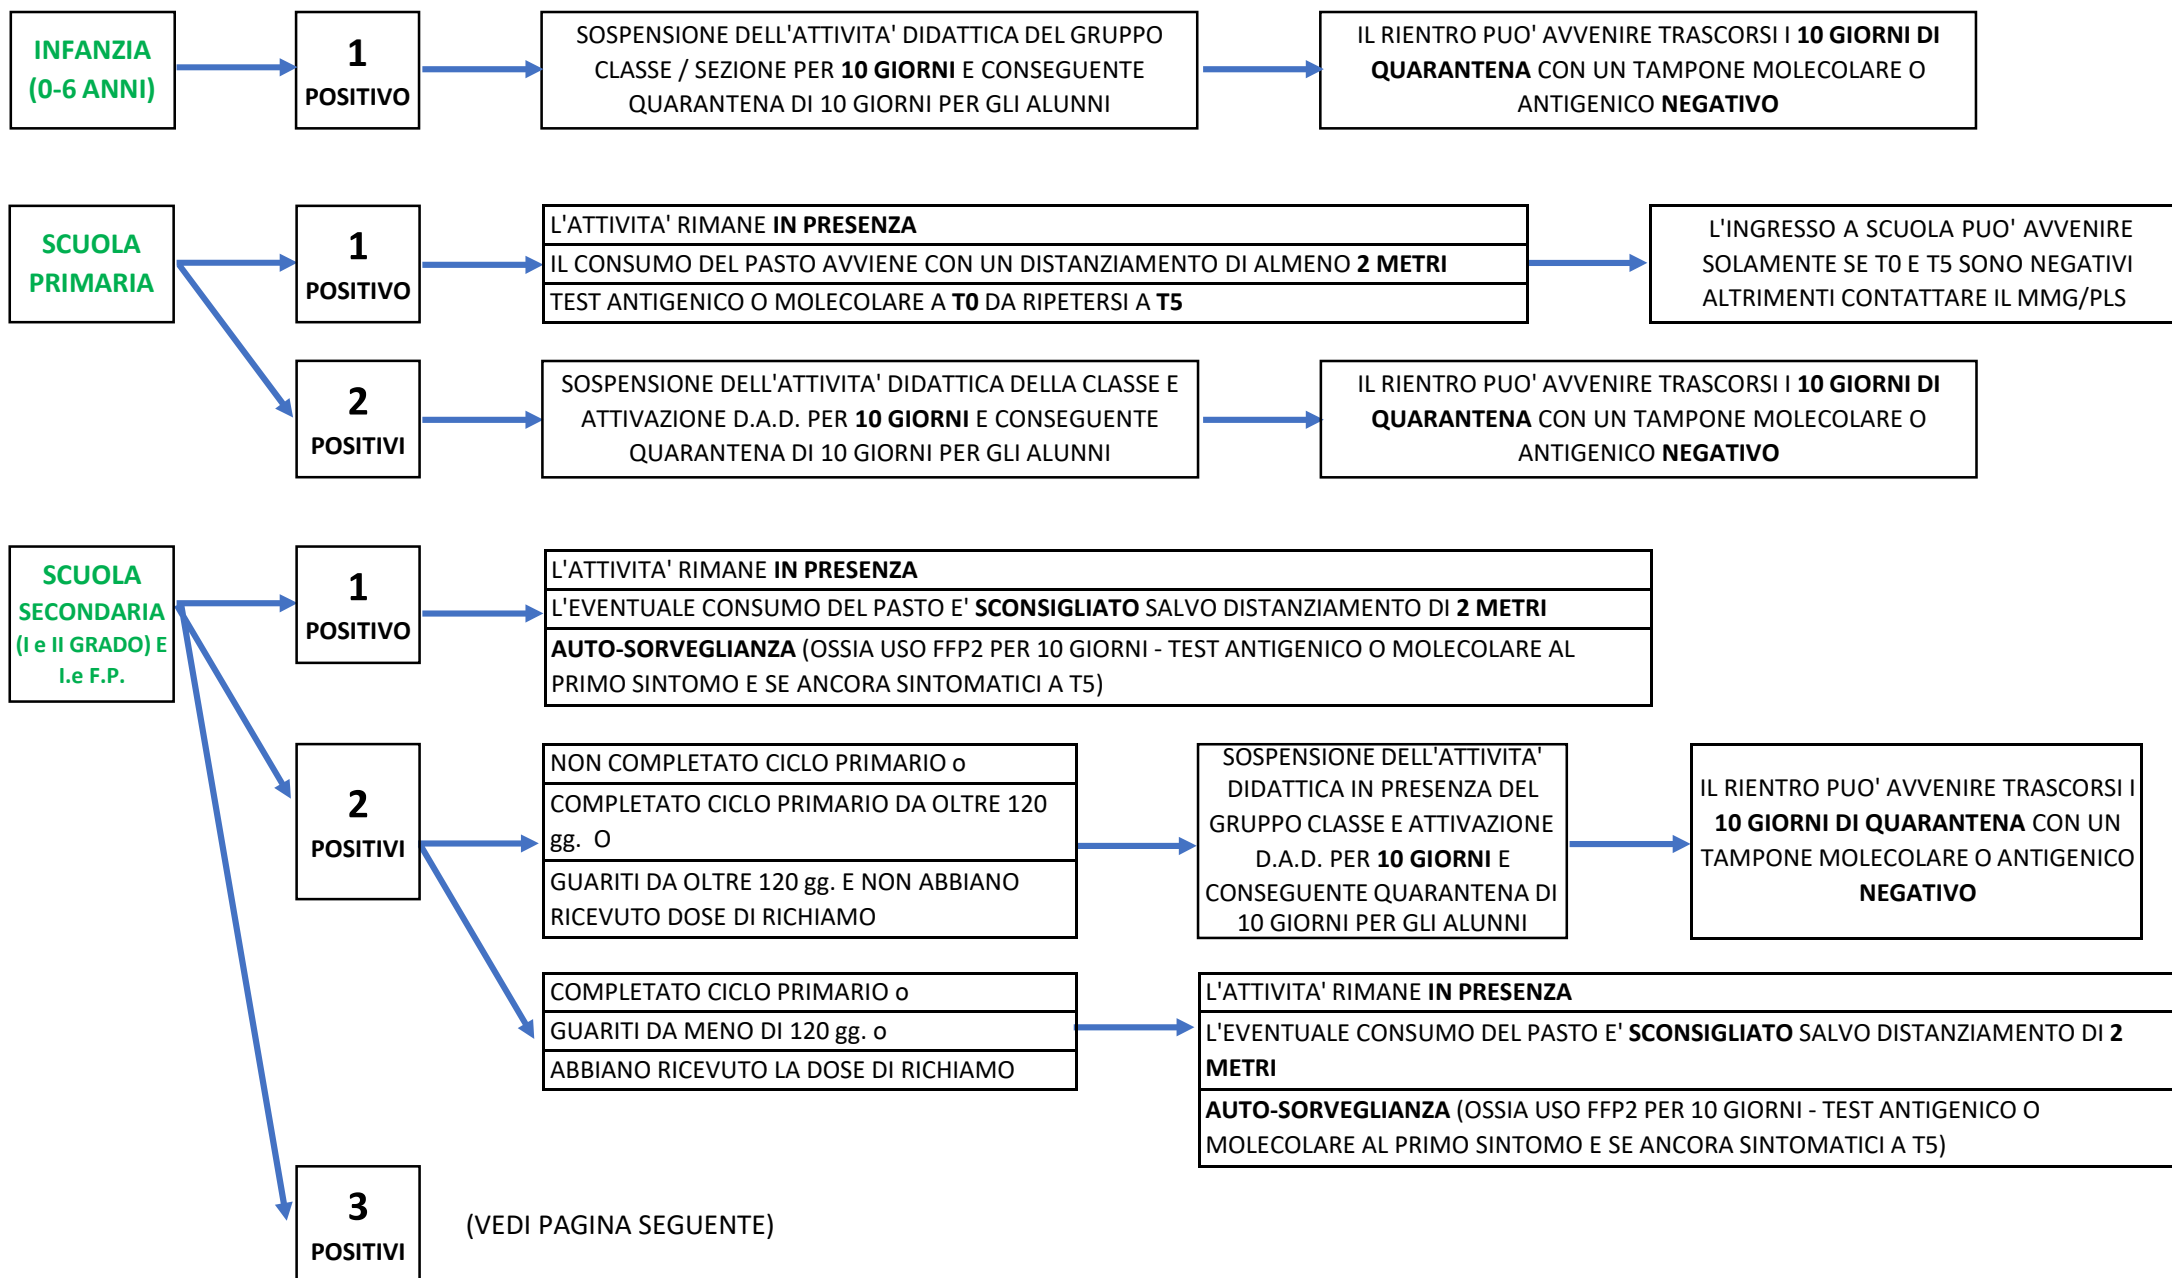 INFANZIA
(0-6 ANNI)
1
POSITIVO
SOSPENSIONE DELL'ATTIVITA' DIDATTICA DEL GRUPPO
CLASSE / SEZIONE PER 10 GIORNI E CONSEGUENTE
QUARANTENA DI 10 GIORNI PER GLI ALUNNI
IL RIENTRO PUO' AVVENIRE TRASCORSI I 10 GIORNI DI
QUARANTENA CON UN TAMPONE MOLECOLARE O
ANTIGENICO NEGATIVO
SCUOLA
PRIMARIA
1
POSITIVO
L'ATTIVITA' RIMANE IN PRESENZA
IL CONSUMO DEL PASTO AVVIENE CON UN DISTANZIAMENTO DI ALMENO 2 METRI
TEST ANTIGENICO O MOLECOLARE A T0 DA RIPETERSI A T5
L'INGRESSO A SCUOLA PUO' AVVENIRE
SOLAMENTE SE T0 E T5 SONO NEGATIVI
ALTRIMENTI CONTATTARE IL MMG/PLS
2
POSITIVI
SOSPENSIONE DELL'ATTIVITA' DIDATTICA DELLA CLASSE E
ATTIVAZIONE D.A.D. PER 10 GIORNI E CONSEGUENTE
QUARANTENA DI 10 GIORNI PER GLI ALUNNI
IL RIENTRO PUO' AVVENIRE TRASCORSI I 10 GIORNI DI
QUARANTENA CON UN TAMPONE MOLECOLARE O
ANTIGENICO NEGATIVO
SCUOLA
SECONDARIA
(I e II GRADO) E
I.e F.P.
1
POSITIVO
L'ATTIVITA' RIMANE IN PRESENZA
L'EVENTUALE CONSUMO DEL PASTO E' SCONSIGLIATO SALVO DISTANZIAMENTO DI 2 METRI
AUTO-SORVEGLIANZA (OSSIA USO FFP2 PER 10 GIORNI - TEST ANTIGENICO O MOLECOLARE AL
PRIMO SINTOMO E SE ANCORA SINTOMATICI A T5)
2
POSITIVI
NON COMPLETATO CICLO PRIMARIO o
COMPLETATO CICLO PRIMARIO DA OLTRE 120
gg. O
GUARITI DA OLTRE 120 gg. E NON ABBIANO
RICEVUTO DOSE DI RICHIAMO
SOSPENSIONE DELL'ATTIVITA'
DIDATTICA IN PRESENZA DEL
GRUPPO CLASSE E ATTIVAZIONE
D.A.D. PER 10 GIORNI E
CONSEGUENTE QUARANTENA DI
10 GIORNI PER GLI ALUNNI
IL RIENTRO PUO' AVVENIRE TRASCORSI I
10 GIORNI DI QUARANTENA CON UN
TAMPONE MOLECOLARE O ANTIGENICO
NEGATIVO
COMPLETATO CICLO PRIMARIO o
GUARITI DA MENO DI 120 gg. o
ABBIANO RICEVUTO LA DOSE DI RICHIAMO
L'ATTIVITA' RIMANE IN PRESENZA
L'EVENTUALE CONSUMO DEL PASTO E' SCONSIGLIATO SALVO DISTANZIAMENTO DI 2
METRI
AUTO-SORVEGLIANZA (OSSIA USO FFP2 PER 10 GIORNI - TEST ANTIGENICO O
MOLECOLARE AL PRIMO SINTOMO E SE ANCORA SINTOMATICI A T5)
3
POSITIVI
(VEDI PAGINA SEGUENTE)